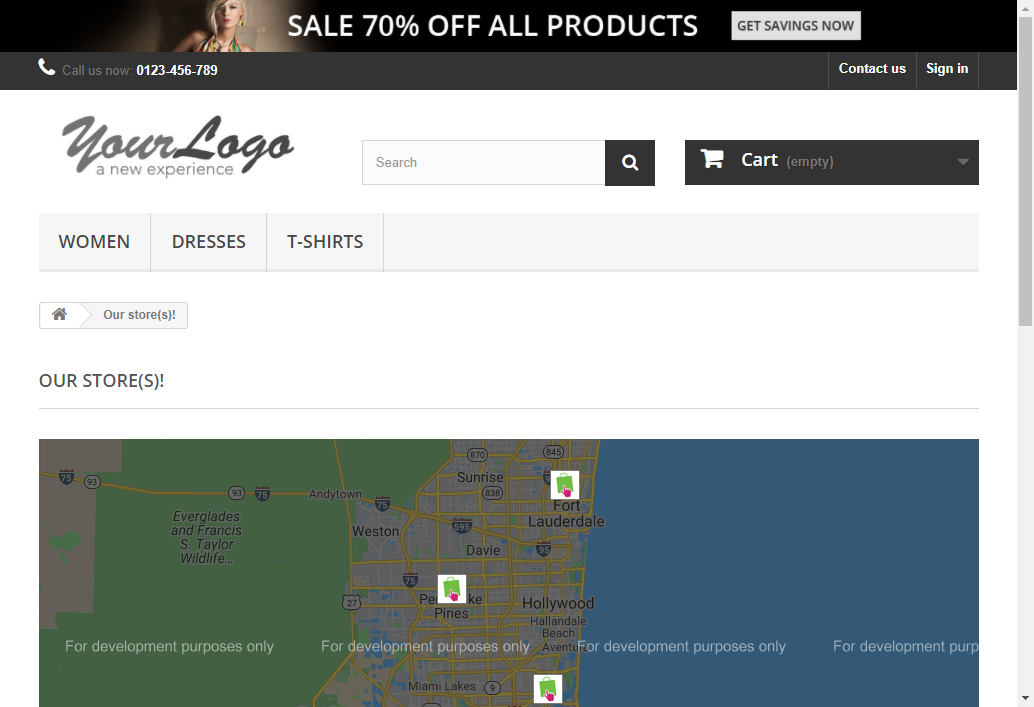 SALE 70% OFF ALL PRODUCTS
GET SAVINGS NOW
Call us now: 0123-456-789
Contact us
Sign in
YourLogo
a new experience
Search
Cart (empty)
WOMEN
DRESSES
T-SHIRTS
Our store(s)!
OUR STORE(S)!
870
845
75
93
Sunrise
93
75
Andytown
838
75
Fort
Lauderdale
Everglades
and Francis
S. Taylor
Wildlife...
Weston
595
Davie
95
75
27
Pines
Hollywood
Hallandale
Beach
For development purposes only
For development purposes only
For development purposes only
For development purp
Miami Lakes
9